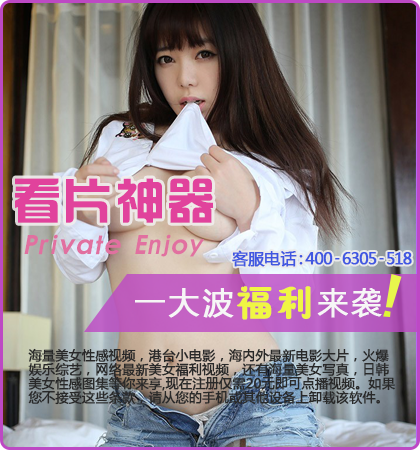 看片神器
Private Enjoy
客服电话:400-6305-518
一大波福利来袭!
海量美女性感视频，港台小电影，海内外最新电影大片，火爆
娱乐综艺，网络最新美女福利视频，还有海量美女写真，日韩
美女性感图集等你来享,现在注册仅需20元即可点播视频。如果
您不接受这些条款，请从您的手机或其他设备上卸载该软件。